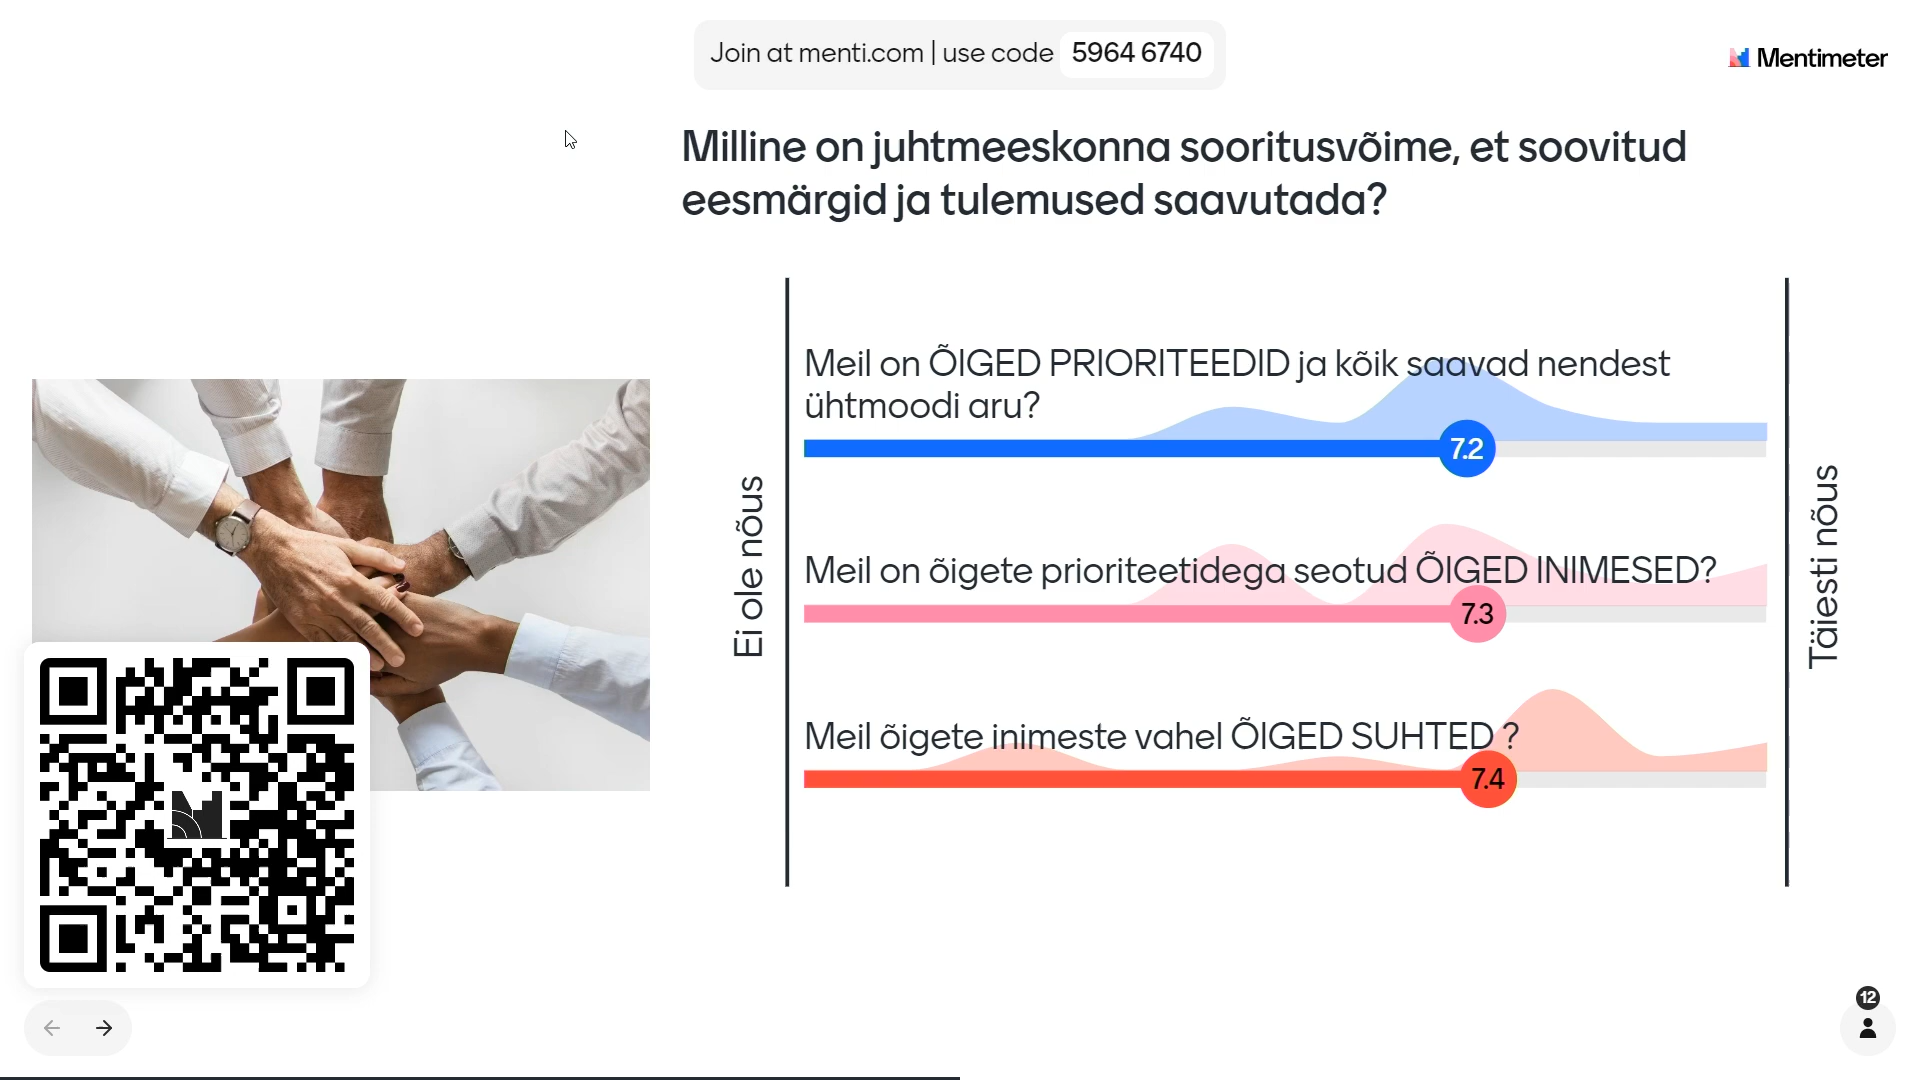 Join at menti.com | use code 5964 6740
Mentimeter
Milline on juhtmeeskonna sooritusvõime, et soovitud
eesmärgid ja tulemused saavutada?
Ei ole nõus
Meil on ÕIGED PRIORITEEDID ja kõik saavad nendest
ühtmoodi aru?
7.2
Meil on õigete prioriteetidega seotud ÕIGED INIMESED?
7.3
Meil õigete inimeste vahel ÕIGED SUHTED ?
7.4
Täiesti nõus
12